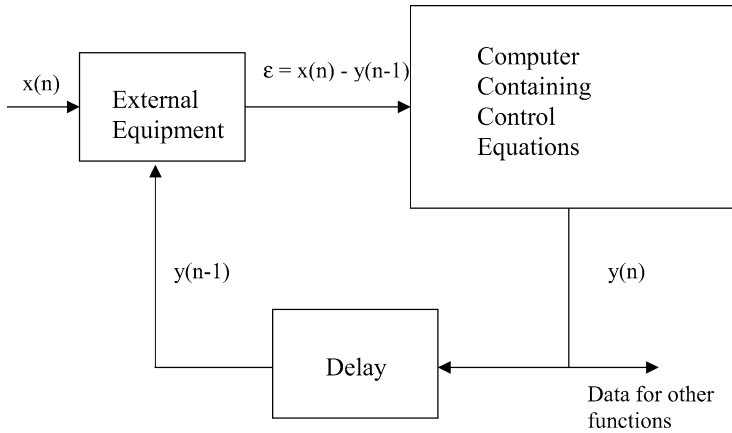 x(n)
External
Equipment
ε = x(n) - y(n-1)
Computer
Containing
Control
Equations
y(n-1)
y(n)
Delay
Data for other
functions